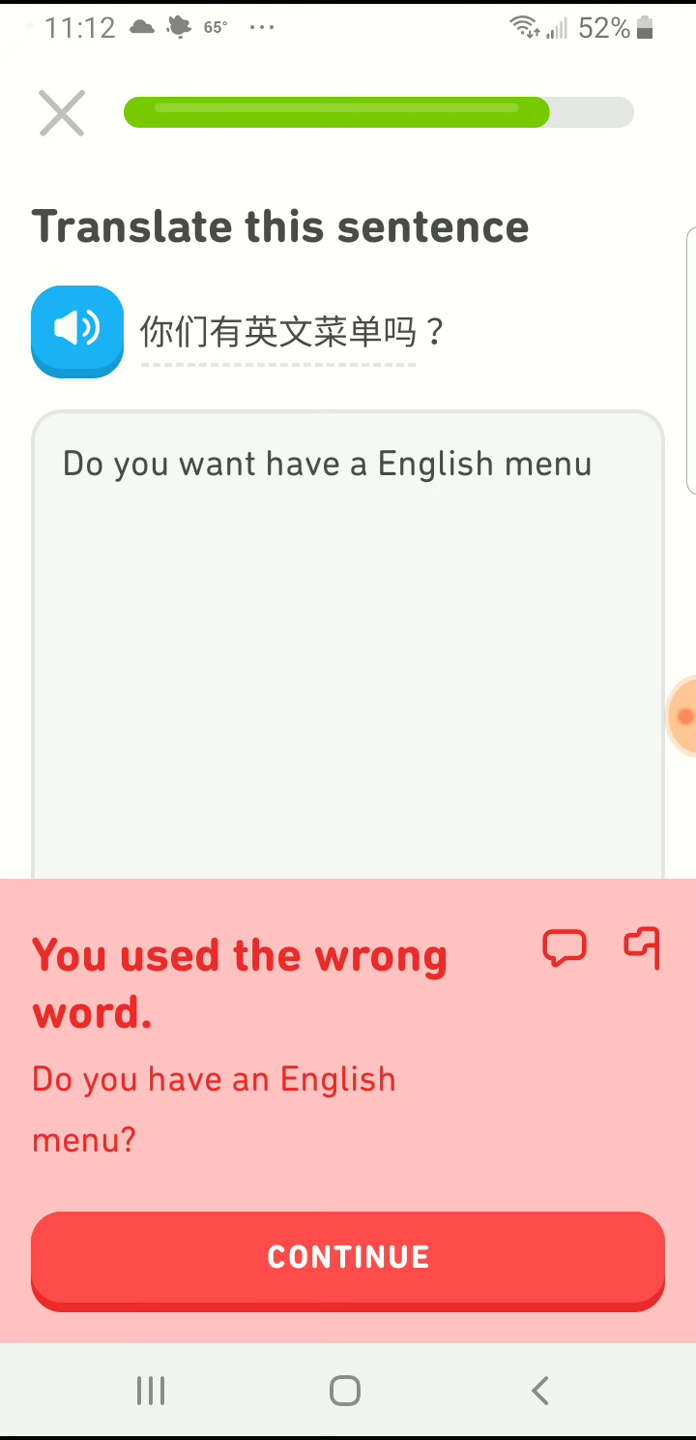 11:12 65° ... 52%
Translate this sentence
你们有英文菜单吗？
Do you want have a English menu
You used the wrong
word.
Do you have an English
menu?
CONTINUE